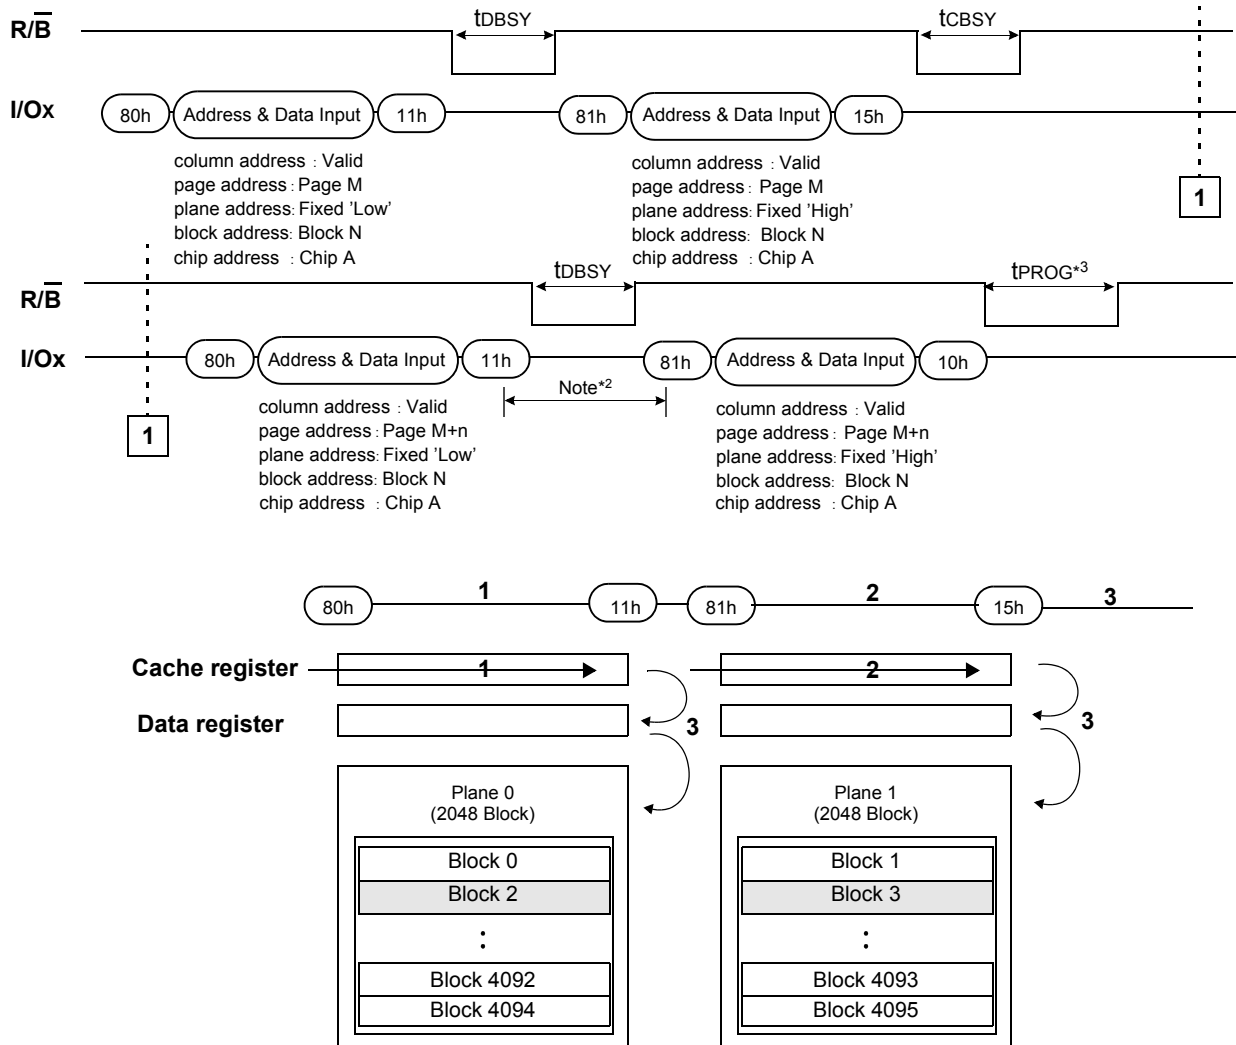 tDBSY tCBSY
R/B
I/Ox 80h Address & Data Input 11h 81h Address & Data Input 15h
column address : Valid
page address : Page M
plane address: Fixed 'Low'
block address: Block N
chip address : Chip A
column address : Valid
page address : Page M
plane address: Fixed 'High'
block address: Block N
chip address : Chip A
1
tDBSY tPROG*3
R/B
I/Ox 80h Address & Data Input 11h 81h Address & Data Input 10h
Note*2
1
column address : Valid
page address : Page M+n
plane address: Fixed 'Low'
block address: Block N
chip address : Chip A
column address : Valid
page address : Page M+n
plane address: Fixed 'High'
block address: Block N
chip address : Chip A
80h 1 11h 81h 2 15h 3
Cache register 1 2
Data register 3 3
Plane 0
(2048 Block)
Block 0
Block 2
:
Block 4092
Block 4094
Plane 1
(2048 Block)
Block 1
Block 3
:
Block 4093
Block 4095